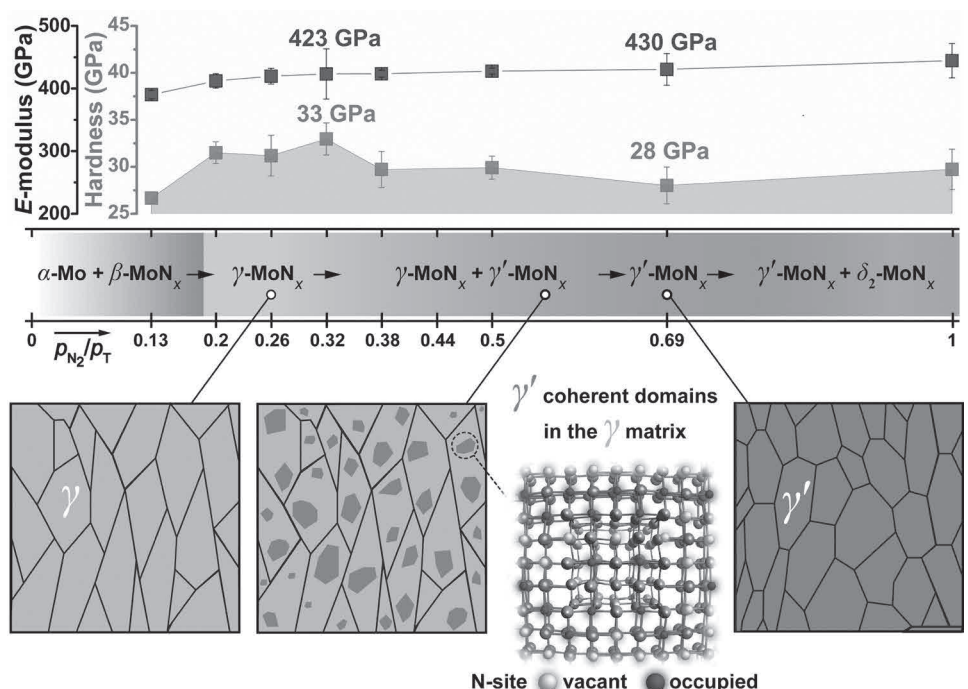 E-modulus (GPa)
500
400
300
200
Hardness (GPa)
45
40
35
30
25
423 GPa
430 GPa
33 GPa
28 GPa
α-Mo + β-MoNₓ → γ-MoNₓ → γ-MoNₓ + γ′-MoNₓ → γ′-MoNₓ → γ′-MoNₓ + δ₂-MoNₓ
0 0.13 0.2 0.26 0.32 0.38 0.44 0.5 0.69 1
p_N₂/p_T
γ′ coherent domains
in the γ matrix
γ
γ′
N-site vacant occupied